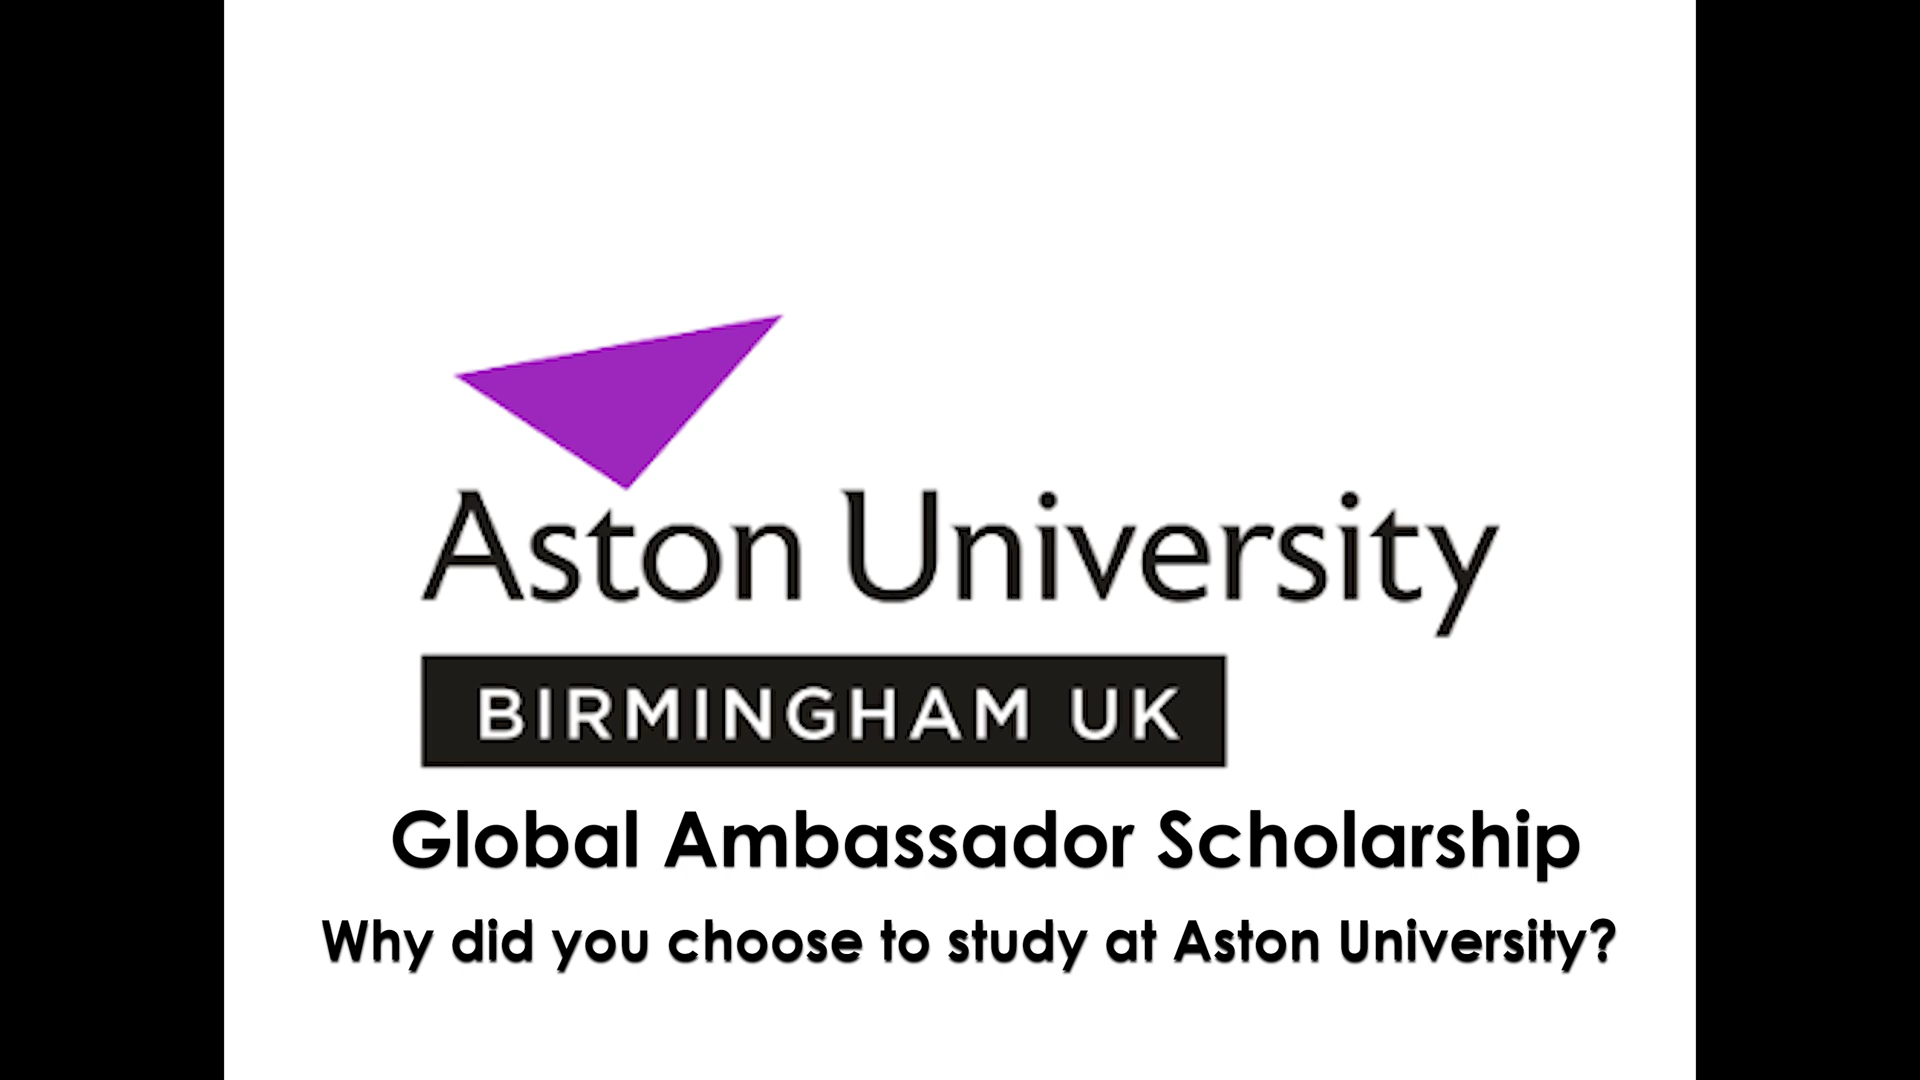 Aston University
BIRMINGHAM UK
Global Ambassador Scholarship
Why did you choose to study at Aston University?